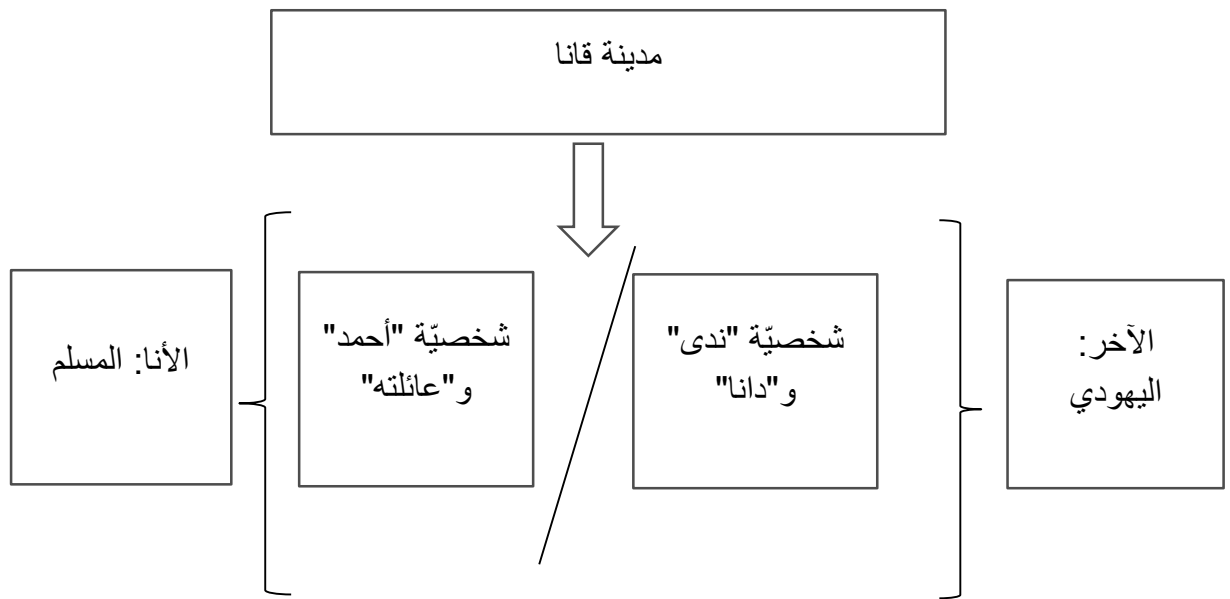 مدينة قانا
الآخر:
اليهودي
شخصيّة "ندى"
و"دانا"
شخصيّة "أحمد"
و"عائلته"
الأنا: المسلم